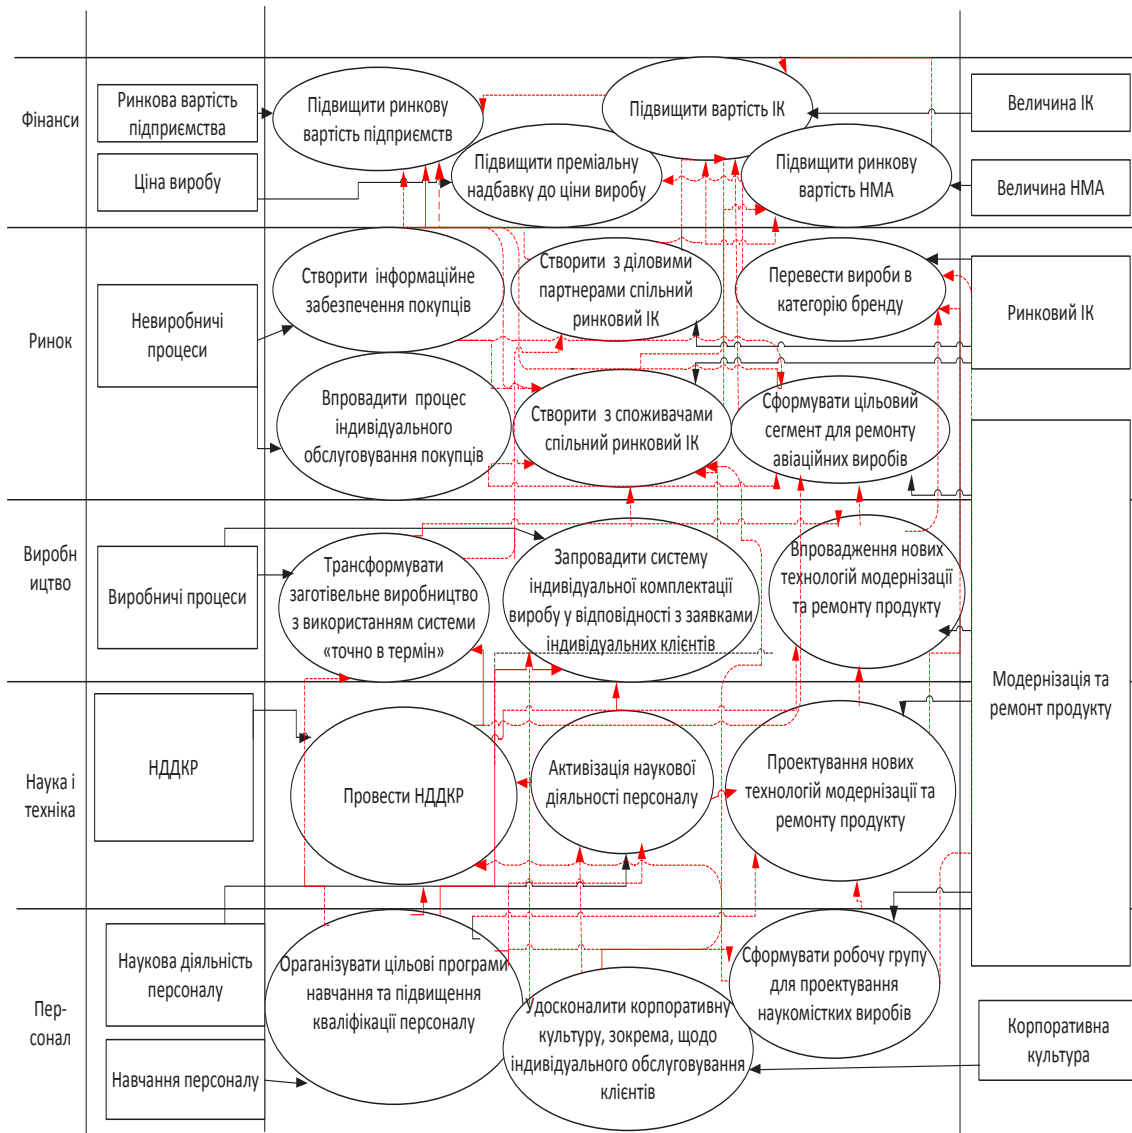 Фінанси
Ринкова вартість
підприємства
Ціна виробу
Підвищити ринкову
вартість підприємств
Підвищити вартість ІК
Підвищити преміальну
надбавку до ціни виробу
Підвищити ринкову
вартість НМА
Величина ІК
Величина НМА
Ринок
Невиробничі
процеси
Створити інформаційне
забезпечення покупців
Створити з діловими
партнерами спільний
ринковий ІК
Перевести вироби в
категорію бренду
Ринковий ІК
Впровадити процес
індивідуального
обслуговування покупців
Створити з споживачами
спільний ринковий ІК
Сформувати цільовий
сегмент для ремонту
авіаційних виробів
Виробн
ицтво
Виробничі процеси
Трансформувати
заготівельне виробництво
з використанням системи
«точно в термін»
Запровадити систему
індивідуальної комплектації
виробу у відповідності з заявками
індивідуальних клієнтів
Впровадження нових
технологій модернізації
та ремонту продукту
Модернізація та
ремонт продукту
Наука і
техніка
НДДКР
Провести НДДКР
Активізація наукової
діяльності персоналу
Проектування нових
технологій модернізації та
ремонту продукту
Пер-
сонал
Наукова діяльність
персоналу
Навчання персоналу
Ораганізувати цільові програми
навчання та підвищення
кваліфікації персоналу
Удосконалити корпоративну
культуру, зокрема, щодо
індивідуального обслуговування
клієнтів
Сформувати робочу групу
для проектування
наукомістких виробів
Корпоративна
культура